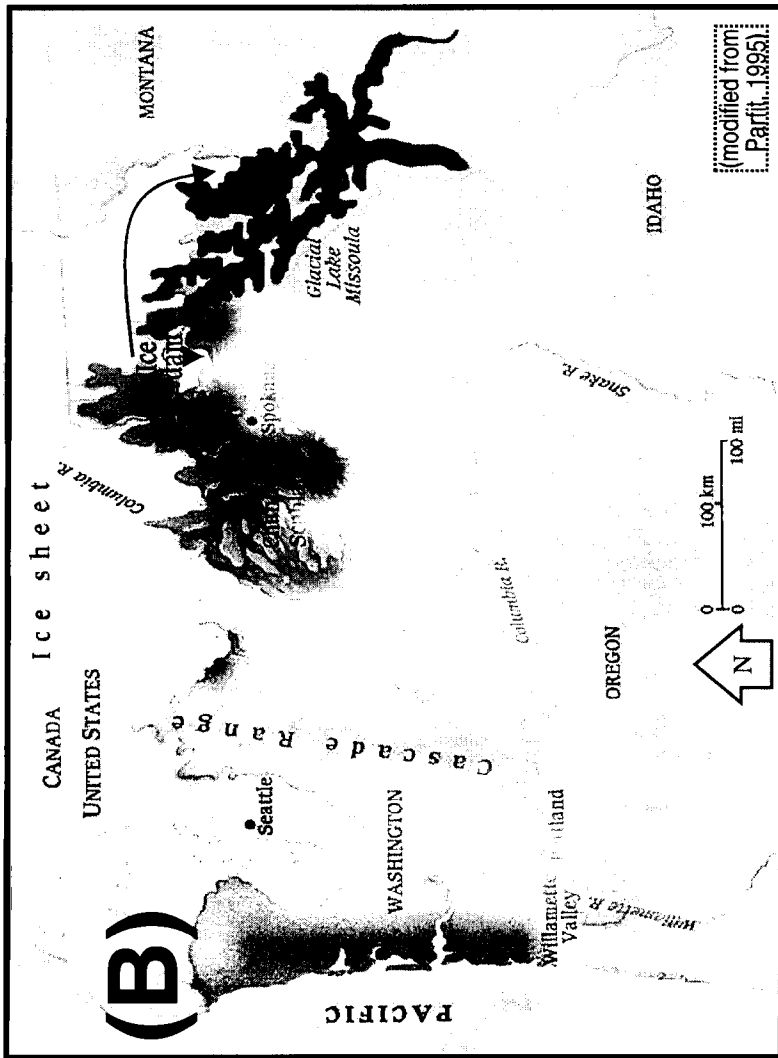 (B)
CANADA
UNITED STATES
Ice sheet
Columbia R.
MONTANA
Ice
dam
Glacial
Lake
Missoula
Seattle
Cascade Range
PACIFIC
WASHINGTON
Columbia R.
Snake R.
IDAHO
Willamette
Valley
Willamette R.
OREGON
N
0 100 km
0 100 mi
(modified from
Parfit, 1995)